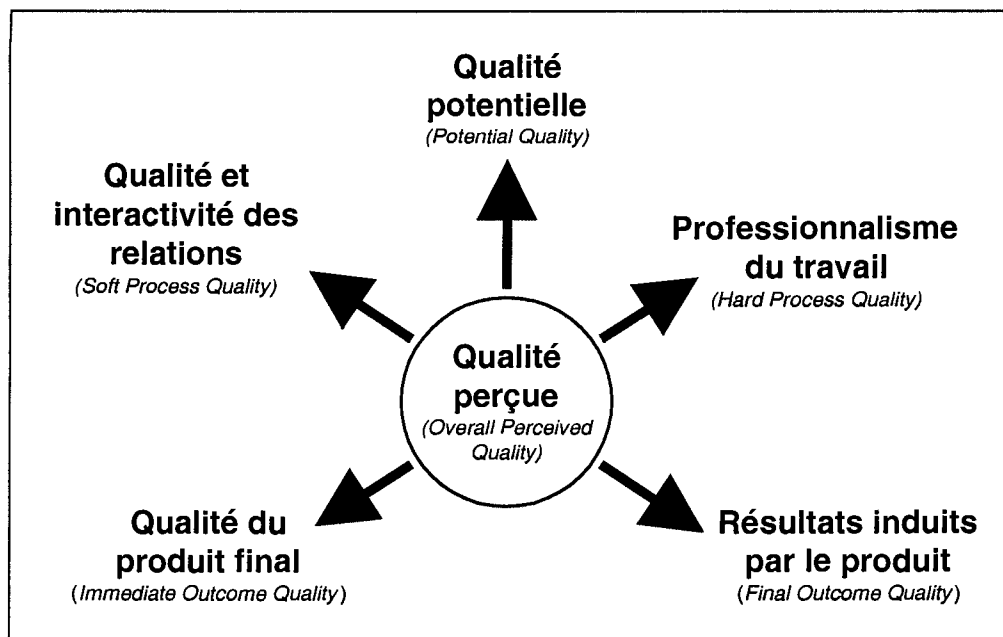 Qualité
potentielle
(Potential Quality)
Qualité et
interactivité des
relations
(Soft Process Quality)
Professionnalisme
du travail
(Hard Process Quality)
Qualité
perçue
(Overall Perceived
Quality)
Qualité du
produit final
(Immediate Outcome Quality)
Résultats induits
par le produit
(Final Outcome Quality)